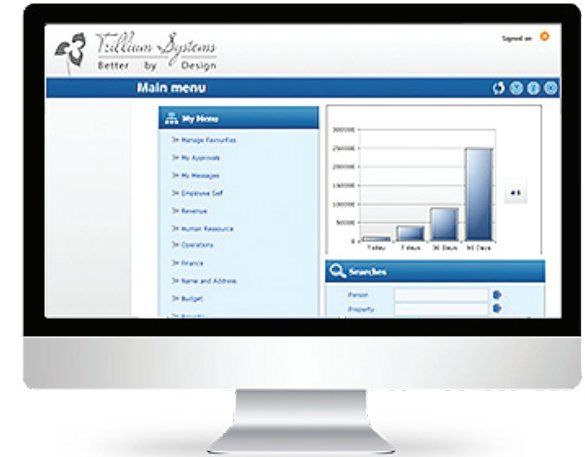 Trillium Systems
Better by Design
Signed on
Main menu
My Menu
Manage Favourites
My Approvals
My Messages
Employee Self
Revenue
Human Resource
Operations
Finance
Name and Address
Budget
300000
250000
200000
150000
100000
50000
0
Today 7 days 30 Days 90 Days
Searches
Person
Property